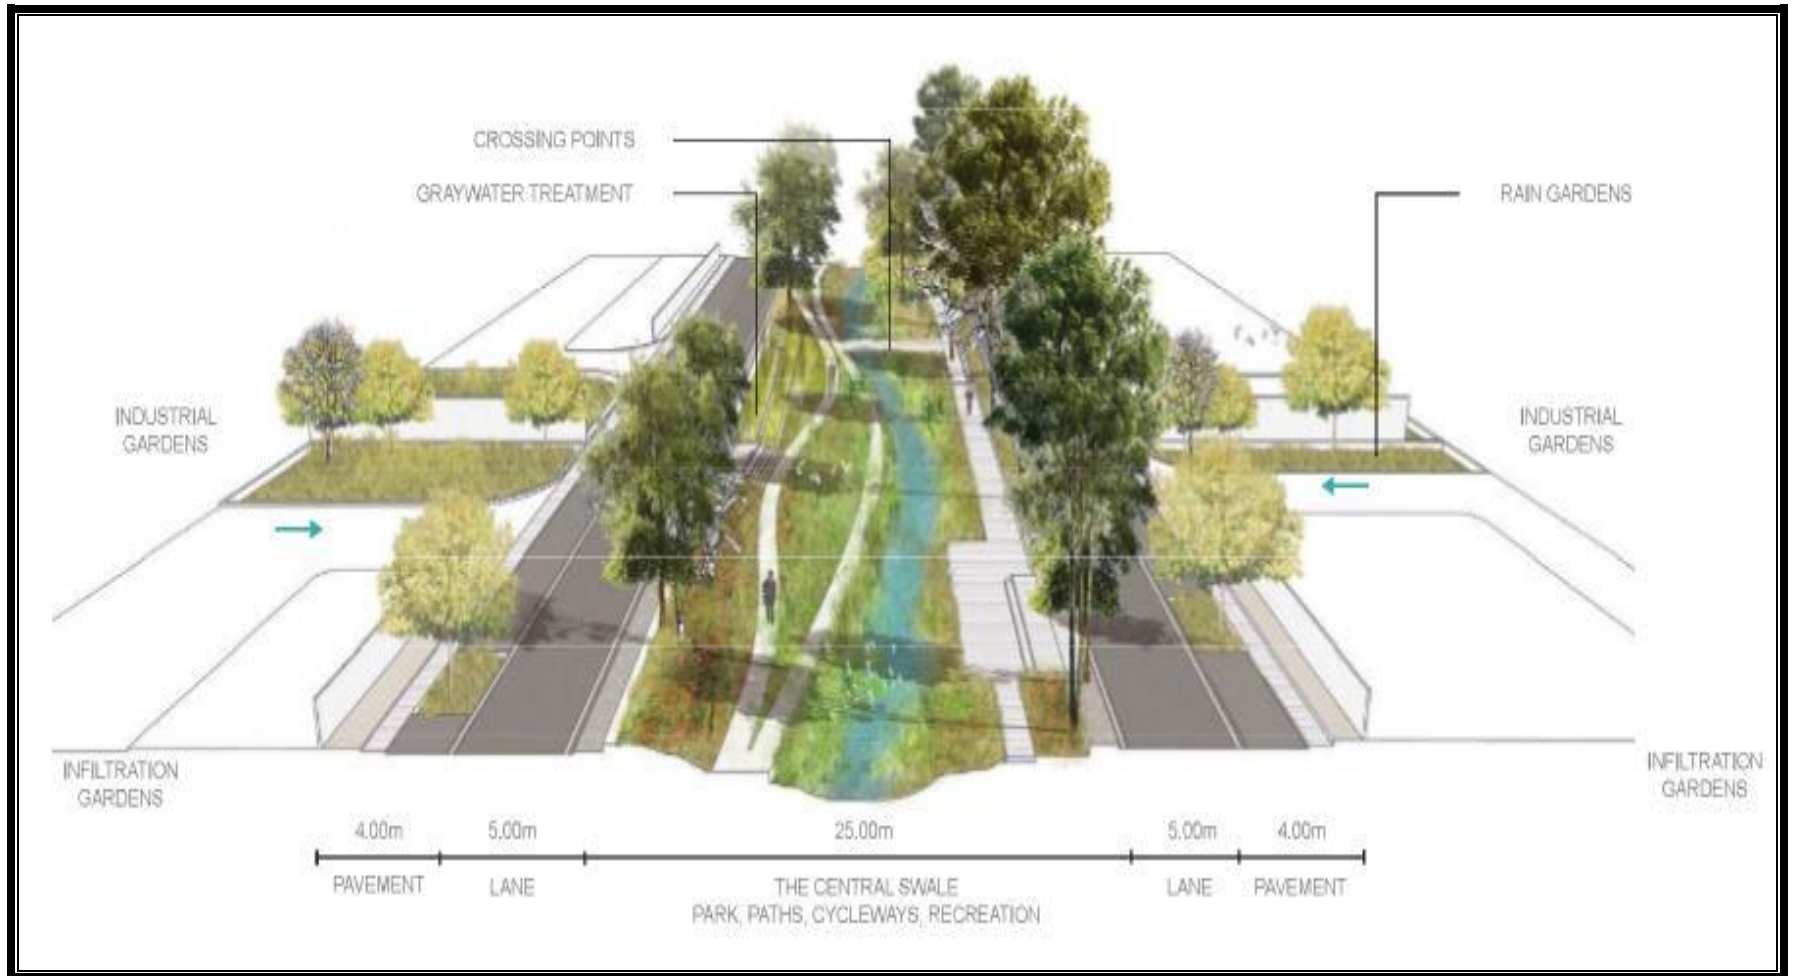 CROSSING POINTS
GRAYWATER TREATMENT
RAIN GARDENS
INDUSTRIAL
GARDENS
INDUSTRIAL
GARDENS
INFILTRATION
GARDENS
INFILTRATION
GARDENS
4.00m
5.00m
25.00m
5.00m
4.00m
PAVEMENT
LANE
THE CENTRAL SWALE
PARK, PATHS, CYCLEWAYS, RECREATION
LANE
PAVEMENT